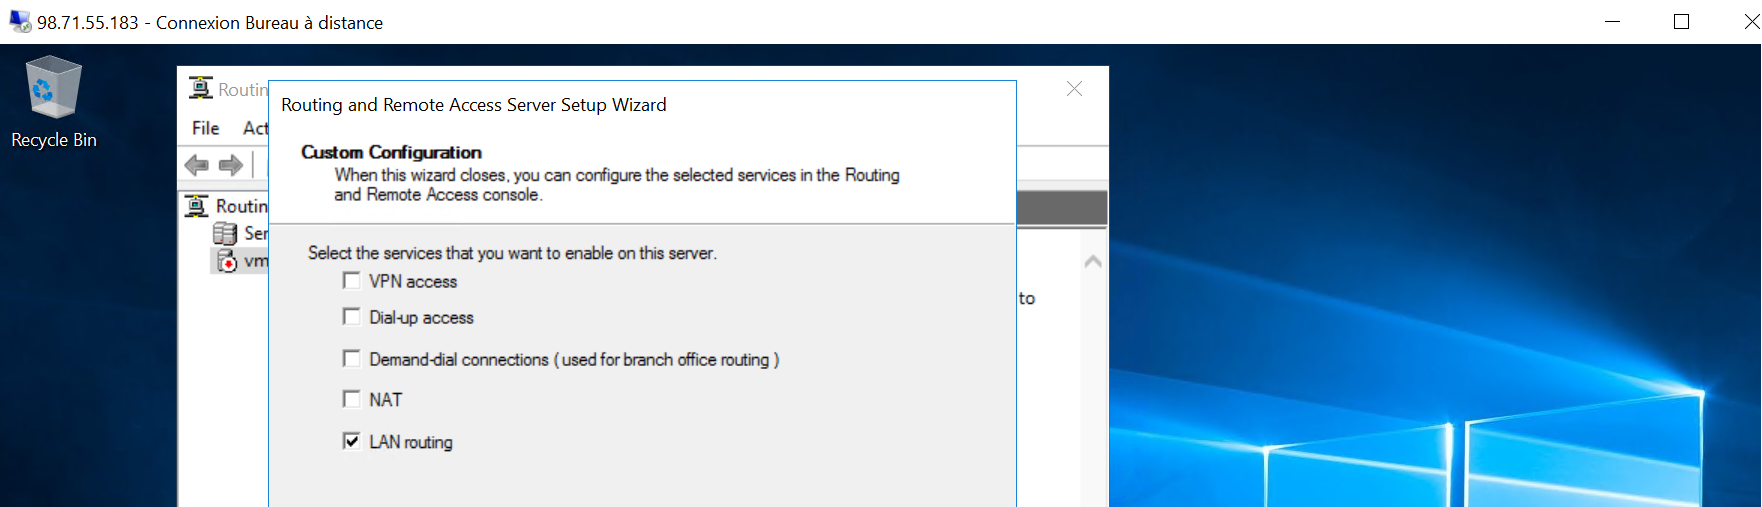 98.71.55.183 - Connexion Bureau à distance
Recycle Bin
Routin
File Act
Routing and Remote Access Server Setup Wizard
Custom Configuration
When this wizard closes, you can configure the selected services in the Routing
and Remote Access console.
Routin
Ser
vm
Select the services that you want to enable on this server.
VPN access
Dial-up access
Demand-dial connections ( used for branch office routing )
NAT
LAN routing
to